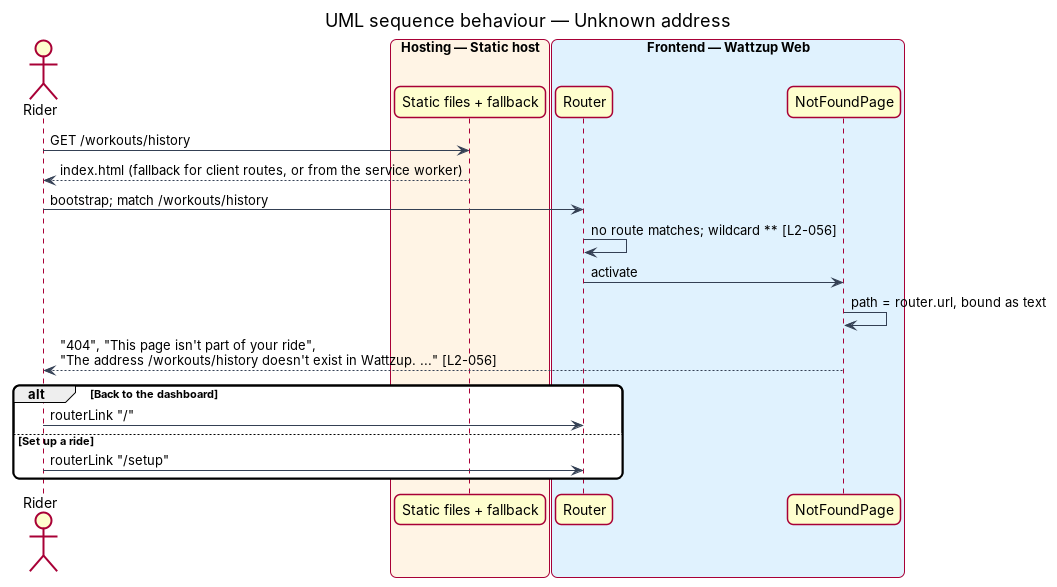 UML sequence behaviour — Unknown address
Hosting — Static host
Frontend — Wattzup Web
Rider
Static files + fallback
Router
NotFoundPage
GET /workouts/history
index.html (fallback for client routes, or from the service worker)
bootstrap; match /workouts/history
no route matches; wildcard ** [L2-056]
activate
path = router.url, bound as text
"404", "This page isn't part of your ride",
"The address /workouts/history doesn't exist in Wattzup. ..." [L2-056]
alt
[Back to the dashboard]
routerLink "/"
[Set up a ride]
routerLink "/setup"
Rider
Static files + fallback
Router
NotFoundPage